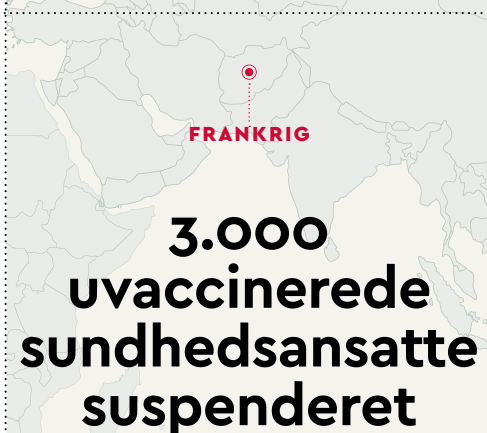 FRANKRIG
3.000
uvaccinerede
sundhedsansatte
suspenderet